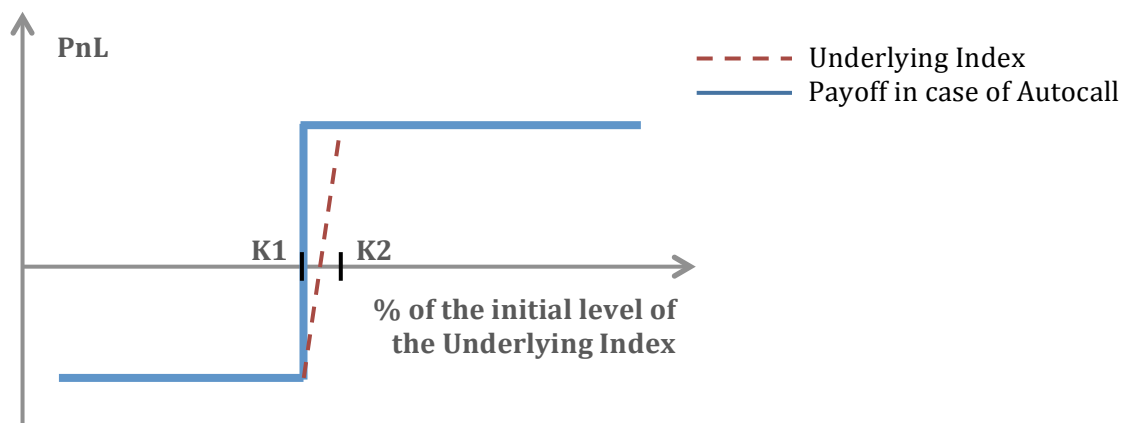 PnL
Underlying Index
Payoff in case of Autocall
K1
K2
% of the initial level of
the Underlying Index